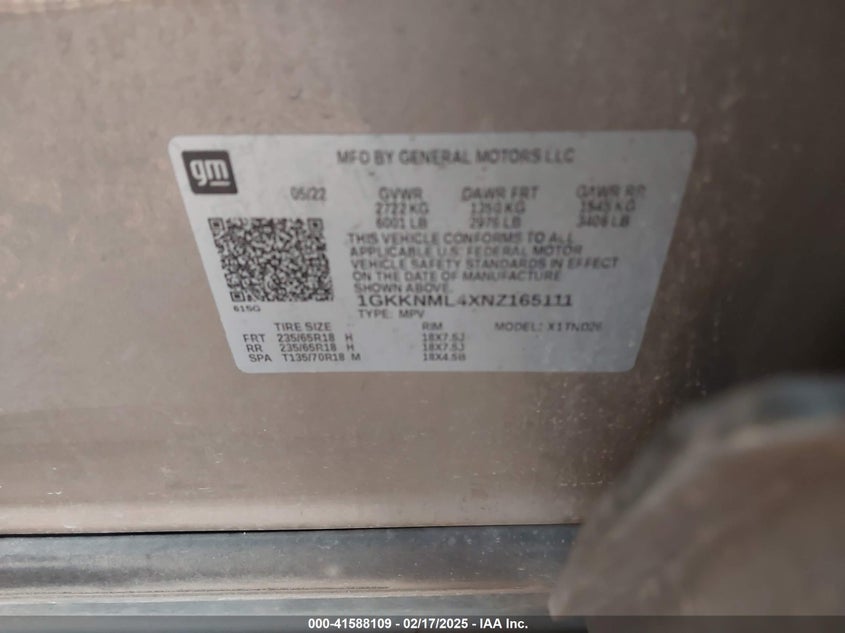 gm
MFD BY GENERAL MOTORS LLC
05/22 GVWR GAWR FRT GAWR RR
2722 KG 1350 KG 1545 KG
6001 LB 2976 LB 3406 LB
THIS VEHICLE CONFORMS TO ALL
APPLICABLE U.S. FEDERAL MOTOR
VEHICLE SAFETY STANDARDS IN EFFECT
ON THE DATE OF MANUFACTURE
SHOWN ABOVE.
1GKKNML4XNZ165111
615G
TYPE: MPV
TIRE SIZE RIM MODEL: X1TN026
FRT 235/65R18 H 18X7.5J
RR 235/65R18 H 18X7.5J
SPA T135/70R18 M 18X4.5B
000-41588109 - 02/17/2025 - IAA Inc.